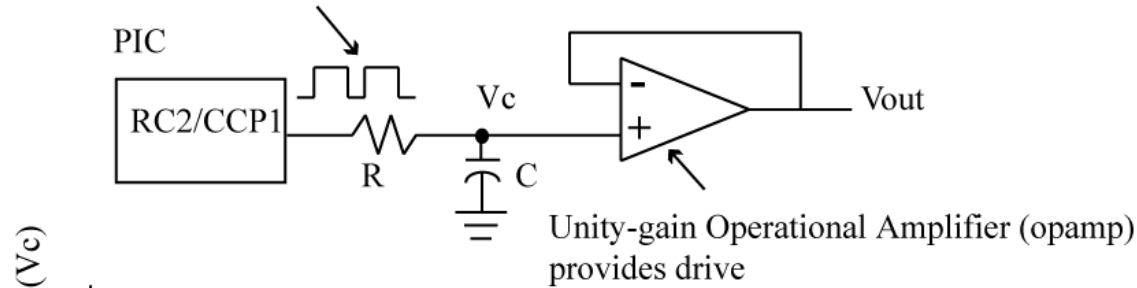 PIC
RC2/CCP1
R
Vc
C
-
+
Vout
Unity-gain Operational Amplifier (opamp)
provides drive
(Vc)